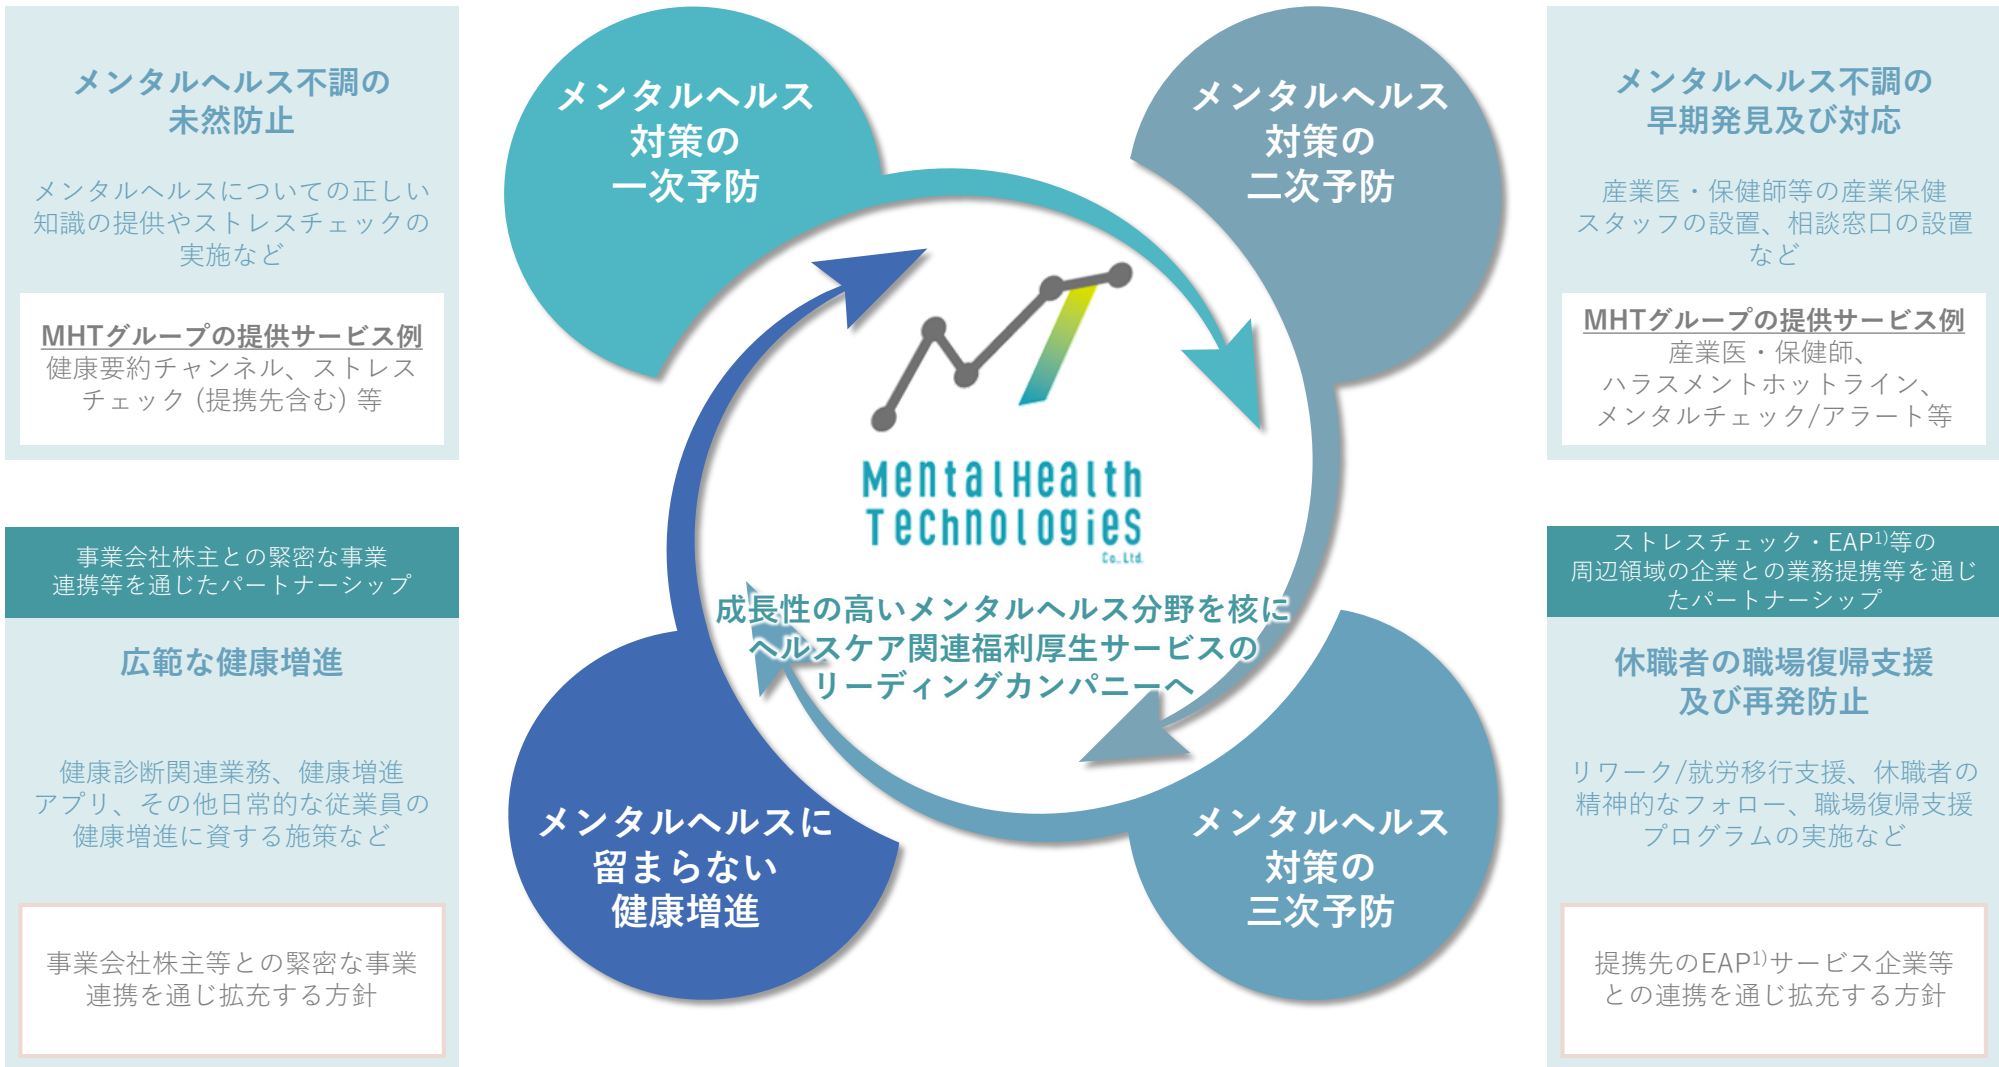 メンタルヘルス不調の
未然防止
メンタルヘルスについての正しい
知識の提供やストレスチェックの
実施など
MHTグループの提供サービス例
健康要約チャンネル、ストレス
チェック (提携先含む) 等
メンタルヘルス
対策の
一次予防
メンタルヘルス
対策の
二次予防
メンタルヘルス不調の
早期発見及び対応
産業医・保健師等の産業保健
スタッフの設置、相談窓口の設置
など
MHTグループの提供サービス例
産業医・保健師、
ハラスメントホットライン、
メンタルチェック/アラート等
MentalHealth
Technologies
Co.,Ltd.
成長性の高いメンタルヘルス分野を核に
ヘルスケア関連福利厚生サービスの
リーディングカンパニーへ
事業会社株主との緊密な事業
連携等を通じたパートナーシップ
広範な健康増進
健康診断関連業務、健康増進
アプリ、その他日常的な従業員の
健康増進に資する施策など
事業会社株主等との緊密な事業
連携を通じ拡充する方針
メンタルヘルスに
留まらない
健康増進
メンタルヘルス
対策の
三次予防
ストレスチェック・EAP1)等の
周辺領域の企業との業務提携等を通じ
たパートナーシップ
休職者の職場復帰支援
及び再発防止
リワーク/就労移行支援、休職者の
精神的なフォロー、職場復帰支援
プログラムの実施など
提携先のEAP1)サービス企業等
との連携を通じ拡充する方針